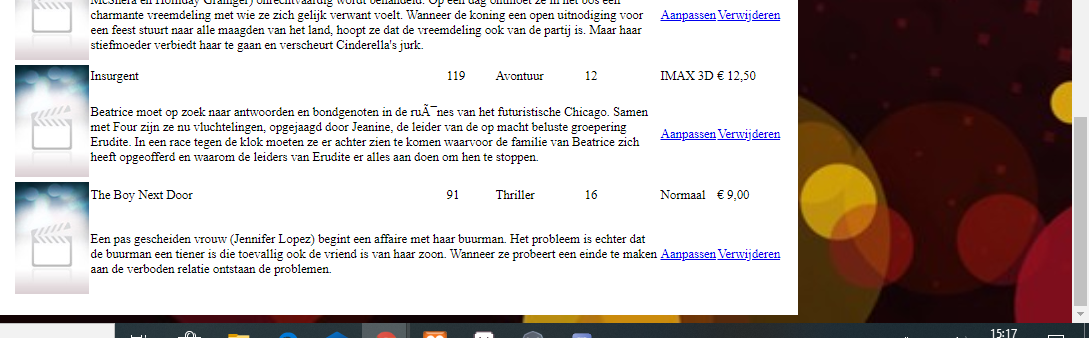 McShera en Holliday Grainger) onrechtvaardig wordt behandeld. Op een dag ontmoet ze in het bos een
charmante vreemdeling met wie ze zich gelijk verwant voelt. Wanneer de koning een open uitnodiging voor
een feest stuurt naar alle maagden van het land, hoopt ze dat de vreemdeling ook van de partij is. Maar haar
stiefmoeder verbiedt haar te gaan en verscheurt Cinderella's jurk.
Aanpassen Verwijderen
Insurgent 119 Avontuur 12 IMAX 3D € 12,50
Beatrice moet op zoek naar antwoorden en bondgenoten in de ruÃ¯nes van het futuristische Chicago. Samen
met Four zijn ze nu vluchtelingen, opgejaagd door Jeanine, de leider van de op macht beluste groepering
Erudite. In een race tegen de klok moeten ze er achter zien te komen waarvoor de familie van Beatrice zich
heeft opgeofferd en waarom de leiders van Erudite er alles aan doen om hen te stoppen.
Aanpassen Verwijderen
The Boy Next Door 91 Thriller 16 Normaal € 9,00
Een pas gescheiden vrouw (Jennifer Lopez) begint een affaire met haar buurman. Het probleem is echter dat
de buurman een tiener is die toevallig ook de vriend is van haar zoon. Wanneer ze probeert een einde te maken
aan de verboden relatie ontstaan de problemen.
Aanpassen Verwijderen
15:17